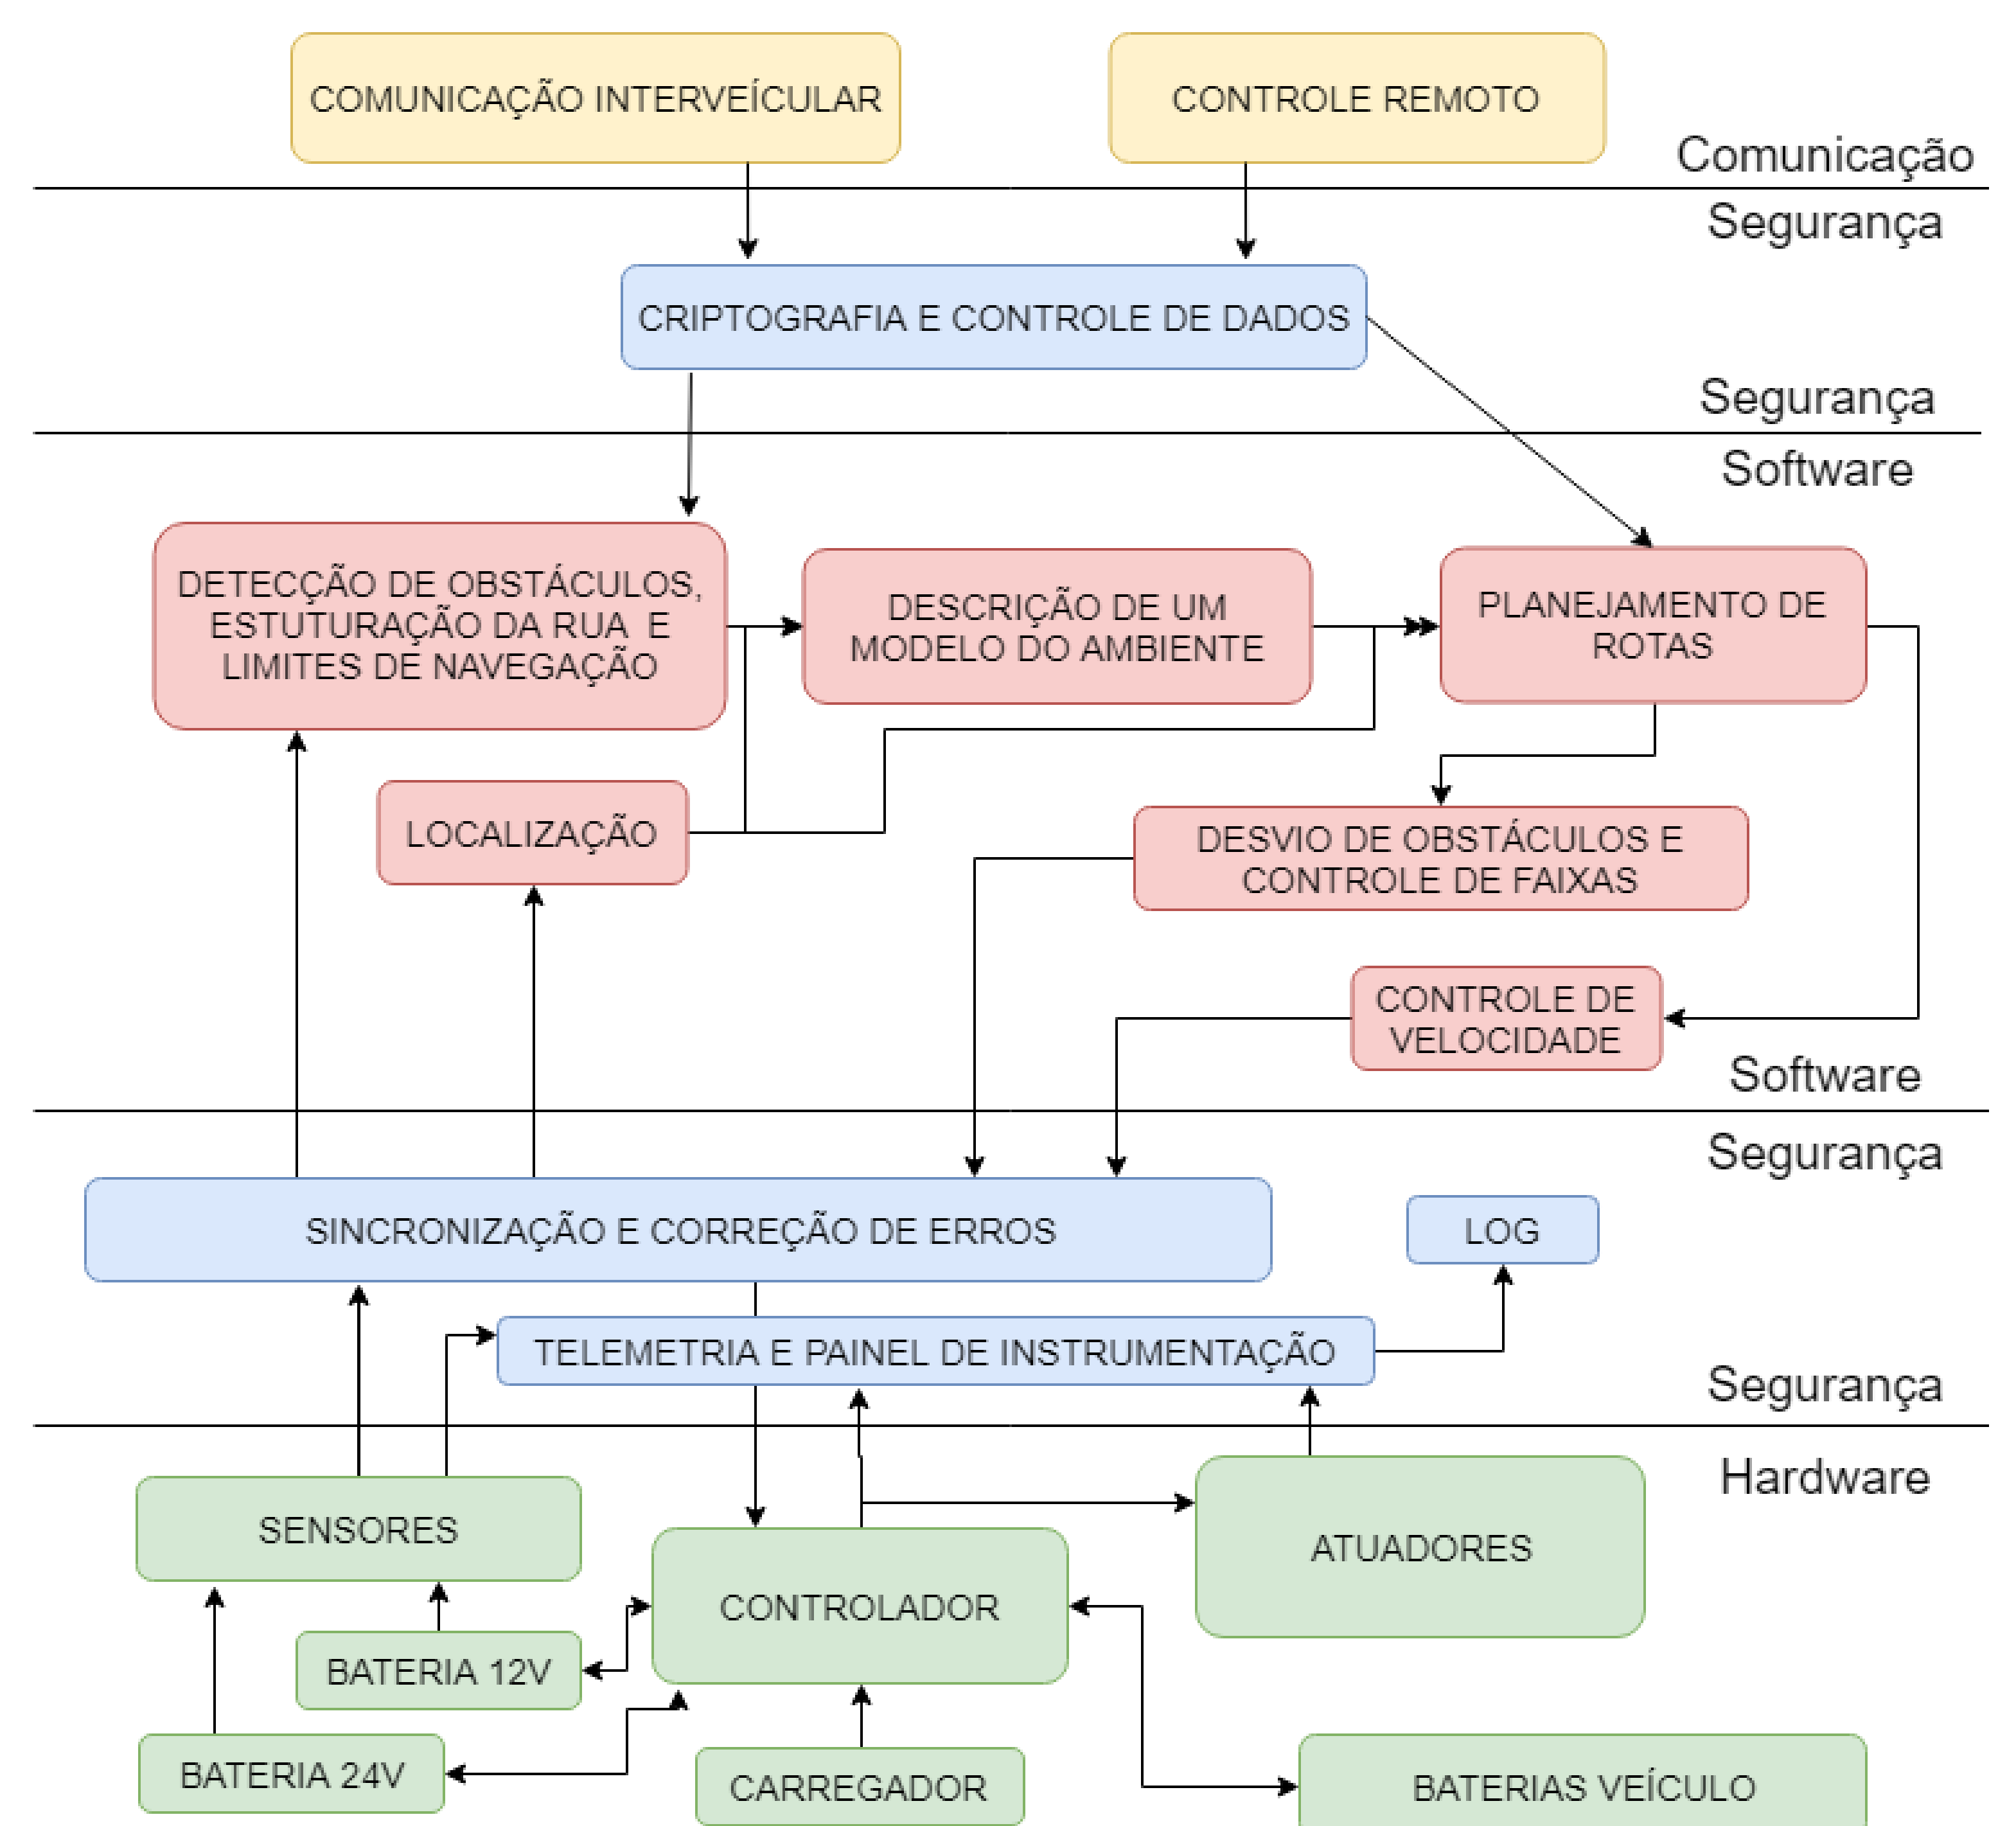 COMUNICAÇÃO INTERVEÍCULAR
CONTROLE REMOTO
Comunicação
Segurança
CRIPTOGRAFIA E CONTROLE DE DADOS
Segurança
Software
DETECÇÃO DE OBSTÁCULOS,
ESTUTURAÇÃO DA RUA E
LIMITES DE NAVEGAÇÃO
DESCRIÇÃO DE UM
MODELO DO AMBIENTE
PLANEJAMENTO DE
ROTAS
LOCALIZAÇÃO
DESVIO DE OBSTÁCULOS E
CONTROLE DE FAIXAS
CONTROLE DE
VELOCIDADE
Software
Segurança
SINCRONIZAÇÃO E CORREÇÃO DE ERROS
LOG
TELEMETRIA E PAINEL DE INSTRUMENTAÇÃO
Segurança
Hardware
SENSORES
ATUADORES
CONTROLADOR
BATERIA 12V
BATERIA 24V
CARREGADOR
BATERIAS VEÍCULO